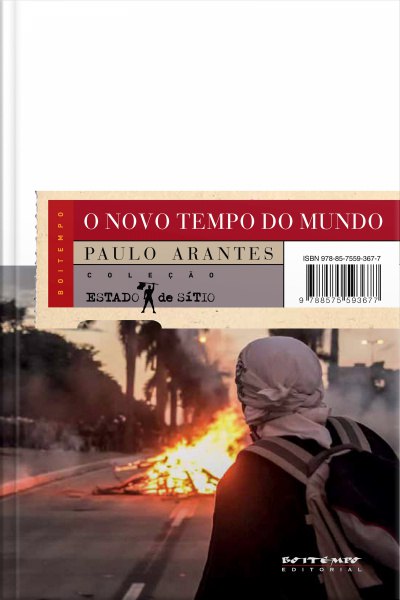 O NOVO TEMPO DO MUNDO
BOITEMPO
PAULO ARANTES
COLEÇÃO
ESTADO de SÍTIO
ISBN 978-85-7559-367-7
9 788575 593677
BOITEMPO
EDITORIAL